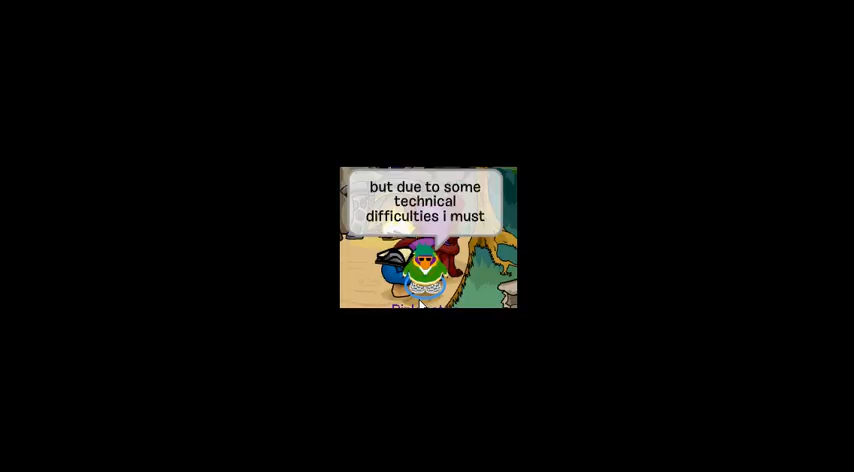 but due to some
technical
difficulties i must